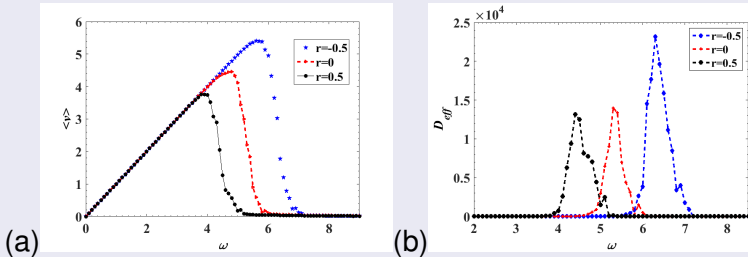 5
4
3
2
1
0
<v>
0 2 4 6 8
ω
r=-0.5
r=0
r=0.5
(a)
×10⁴
2.5
2
1.5
1
0.5
0
D_eff
2 3 4 5 6 7 8
ω
r=-0.5
r=0
r=0.5
(b)